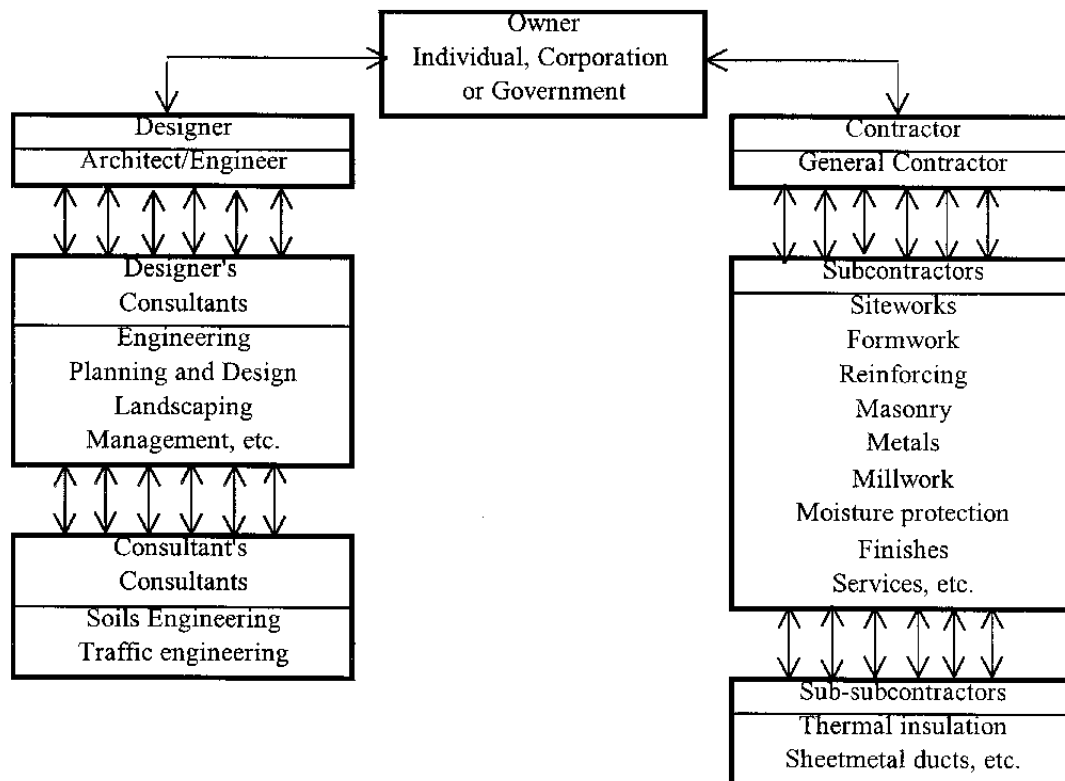 Owner
Individual, Corporation
or Government
Designer
Architect/Engineer
Designer's
Consultants
Engineering
Planning and Design
Landscaping
Management, etc.
Consultant's
Consultants
Soils Engineering
Traffic engineering
Contractor
General Contractor
Subcontractors
Siteworks
Formwork
Reinforcing
Masonry
Metals
Millwork
Moisture protection
Finishes
Services, etc.
Sub-subcontractors
Thermal insulation
Sheetmetal ducts, etc.